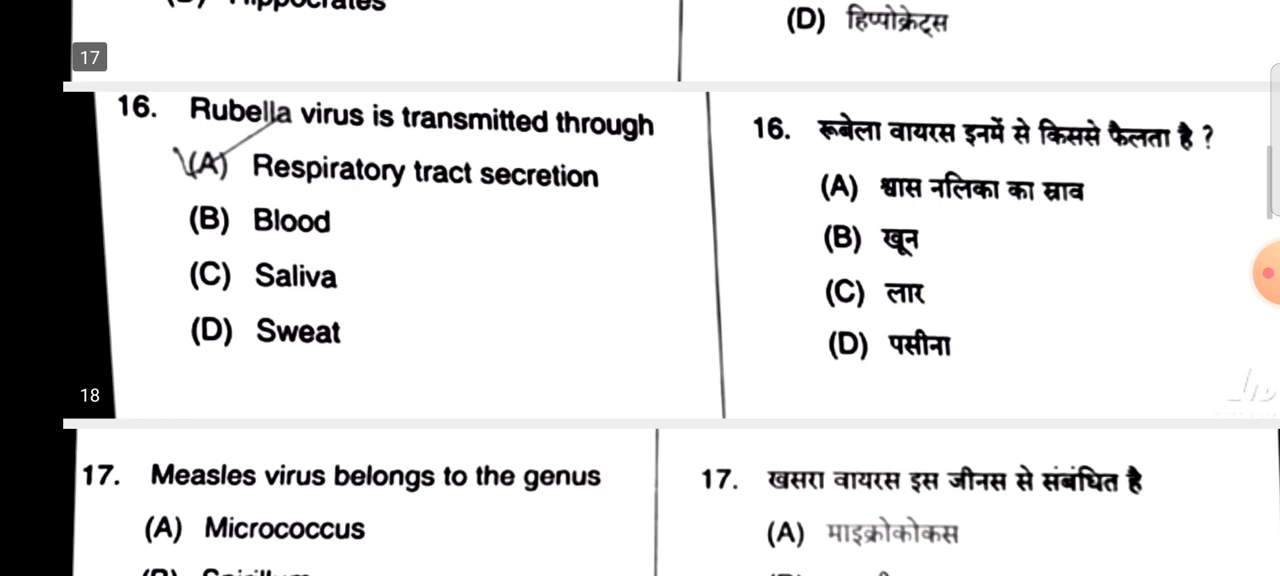 (D) हिप्पोक्रेट्स
17
16. Rubella virus is transmitted through
(A) Respiratory tract secretion
(B) Blood
(C) Saliva
(D) Sweat
16. रूबेला वायरस इनमें से किससे फैलता है ?
(A) श्वास नलिका का स्राव
(B) खून
(C) लार
(D) पसीना
18
17. Measles virus belongs to the genus
(A) Micrococcus
17. खसरा वायरस इस जीनस से संबंधित है
(A) माइक्रोकोकस